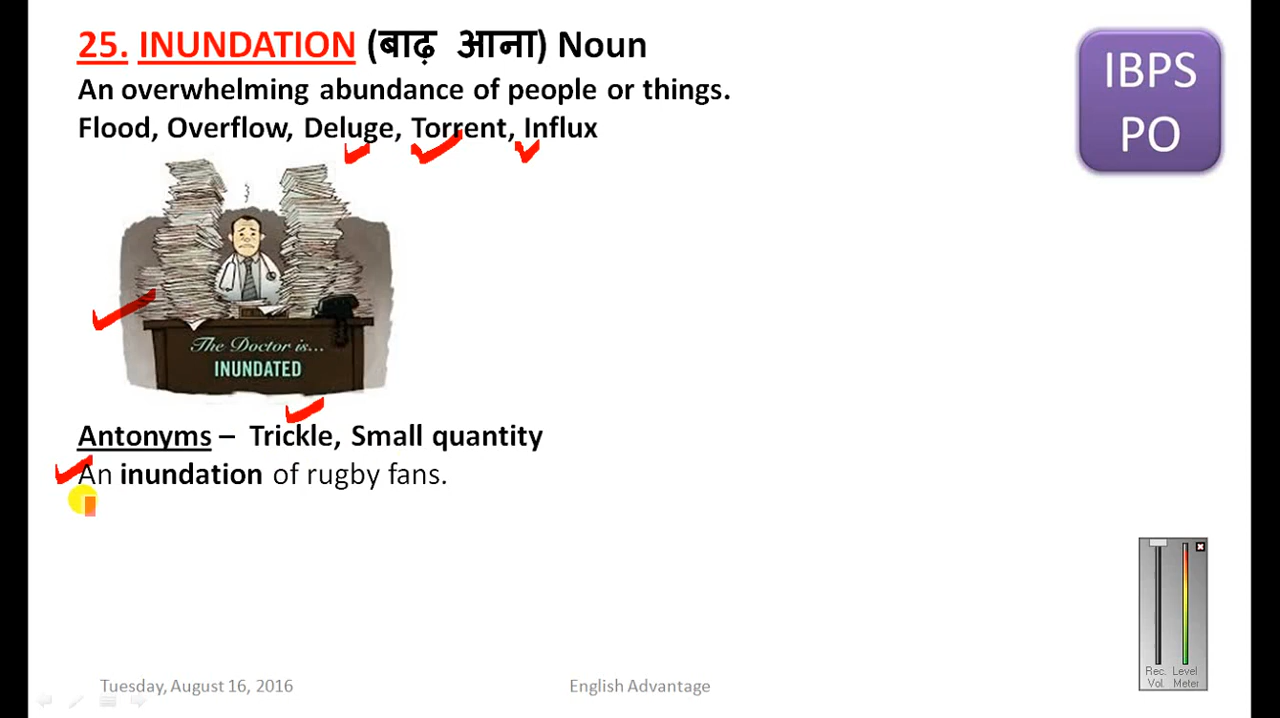 25. INUNDATION (बाढ़ आना) Noun
An overwhelming abundance of people or things.
Flood, Overflow, Deluge, Torrent, Influx
IBPS
PO
The Doctor is...
INUNDATED
Antonyms – Trickle, Small quantity
An inundation of rugby fans.
Rec. Level
Vol. Meter
Tuesday, August 16, 2016
English Advantage